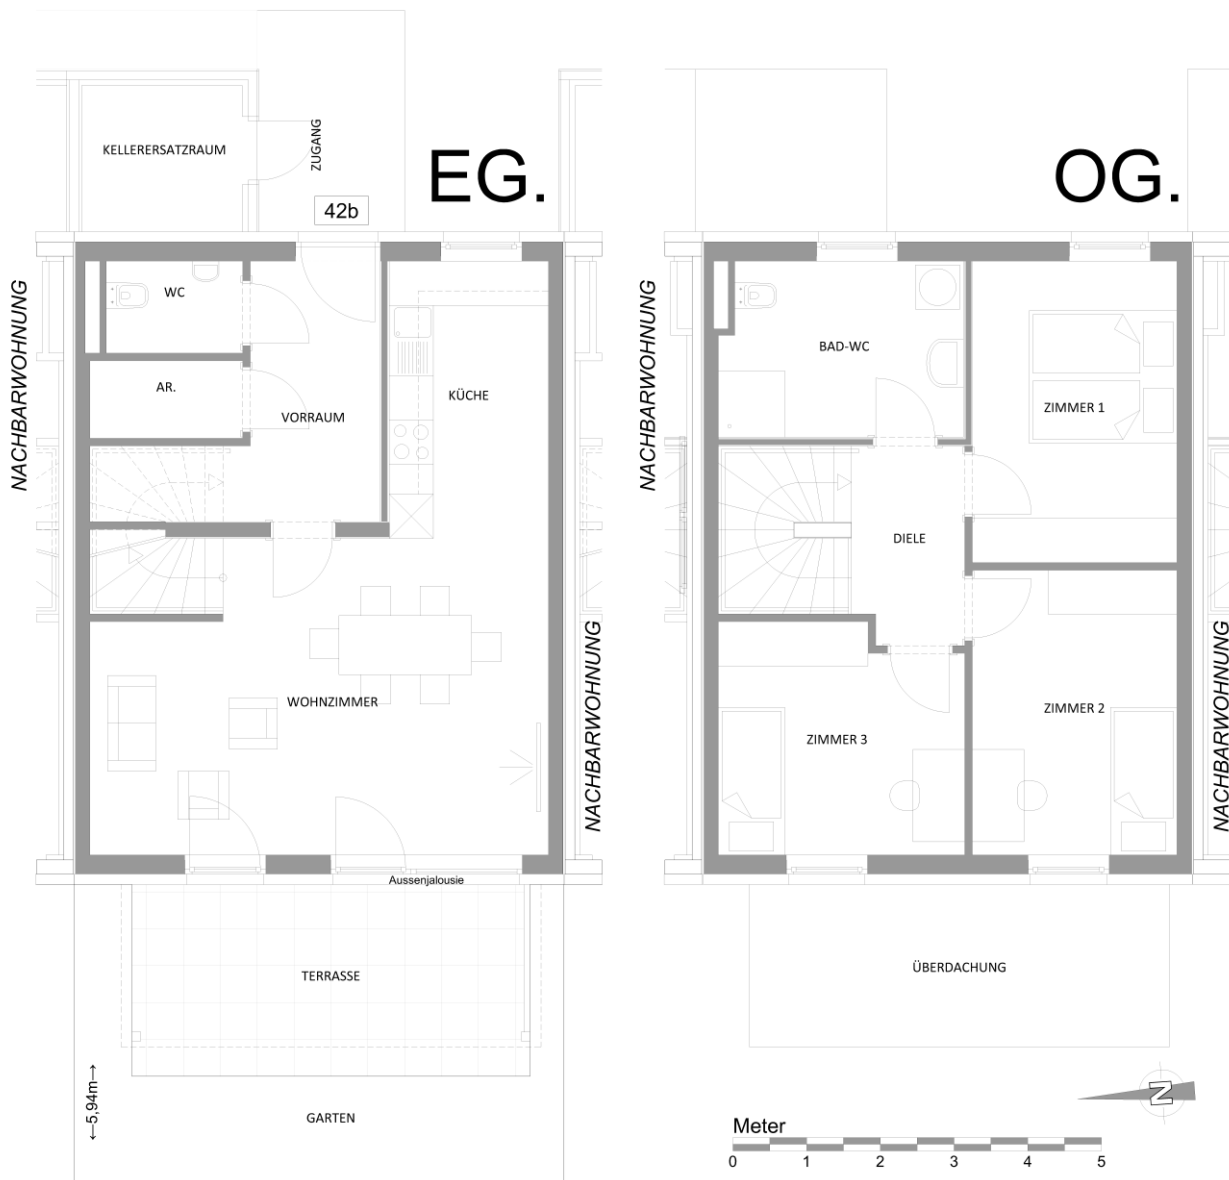 KELLERERSATZRAUM
ZUGANG
EG.
42b
NACHBARWOHNUNG
WC
AR.
VORRAUM
KÜCHE
WOHNZIMMER
NACHBARWOHNUNG
Aussenjalousie
TERRASSE
←5,94m→
GARTEN
OG.
NACHBARWOHNUNG
BAD-WC
ZIMMER 1
DIELE
ZIMMER 2
ZIMMER 3
NACHBARWOHNUNG
ÜBERDACHUNG
N
Meter
0 1 2 3 4 5